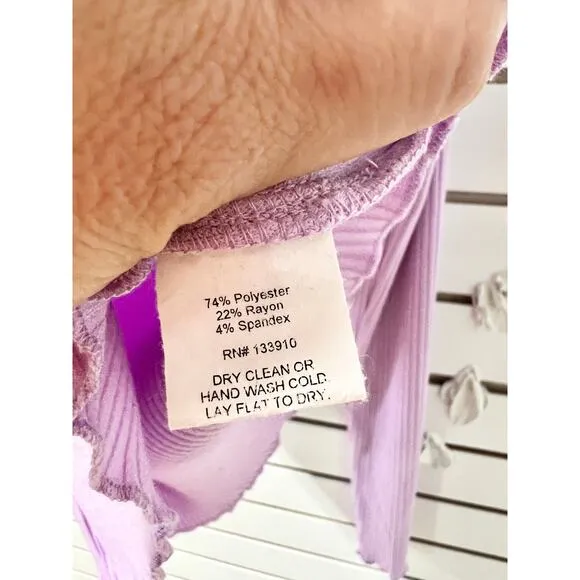 74% Polyester
22% Rayon
4% Spandex
RN# 133910
DRY CLEAN OR
HAND WASH COLD.
LAY FLAT TO DRY.